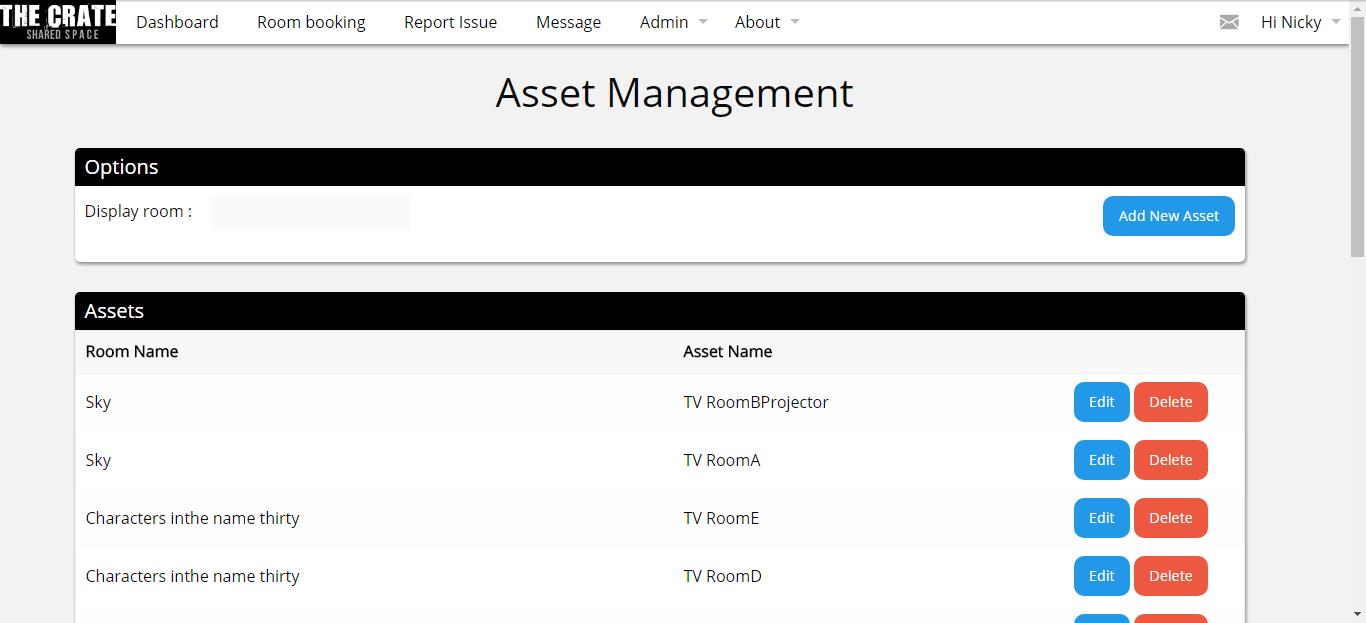 THE CRATE
SHARED SPACE
Dashboard Room booking Report Issue Message Admin About Hi Nicky
Asset Management
Options
Display room : Add New Asset
Assets
Room Name Asset Name
Sky TV RoomBProjector Edit Delete
Sky TV RoomA Edit Delete
Characters inthe name thirty TV RoomE Edit Delete
Characters inthe name thirty TV RoomD Edit Delete